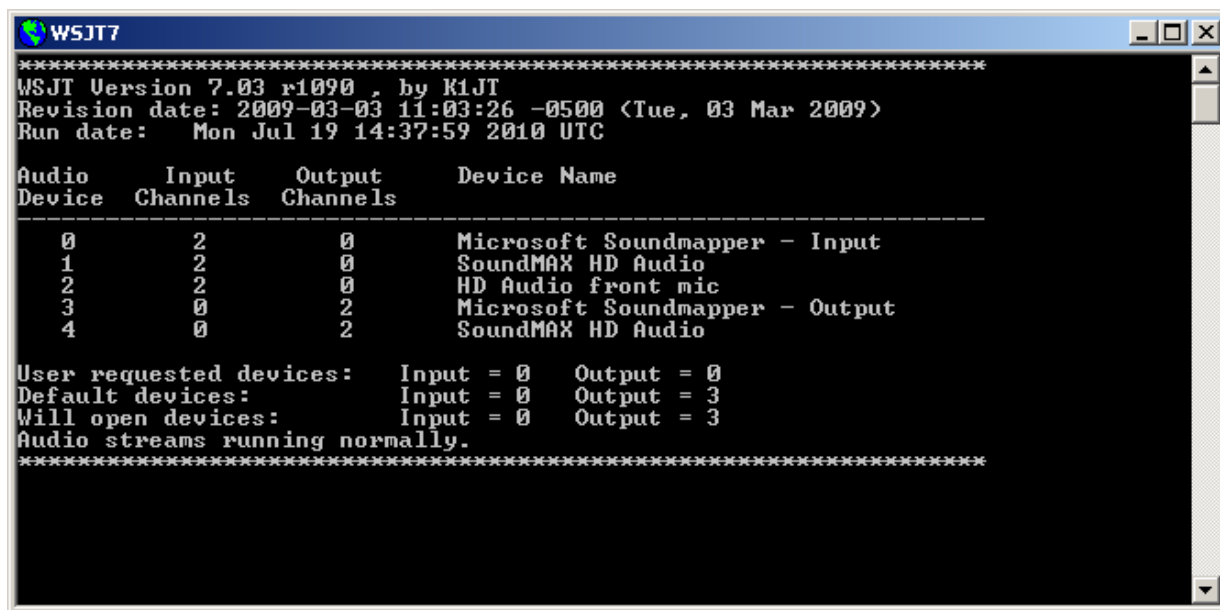 WSJT7
******************************************************************
WSJT Version 7.03 r1090 , by K1JT
Revision date: 2009-03-03 11:03:26 -0500 (Tue, 03 Mar 2009)
Run date:   Mon Jul 19 14:37:59 2010 UTC
Audio     Input    Output     Device Name
Device  Channels  Channels
------------------------------------------------------------------
0        2         0       Microsoft Soundmapper - Input
1        2         0       SoundMAX HD Audio
2        2         0       HD Audio front mic
3        0         2       Microsoft Soundmapper - Output
4        0         2       SoundMAX HD Audio
User requested devices:   Input = 0   Output = 0
Default devices:          Input = 0   Output = 3
Will open devices:        Input = 0   Output = 3
Audio streams running normally.
******************************************************************